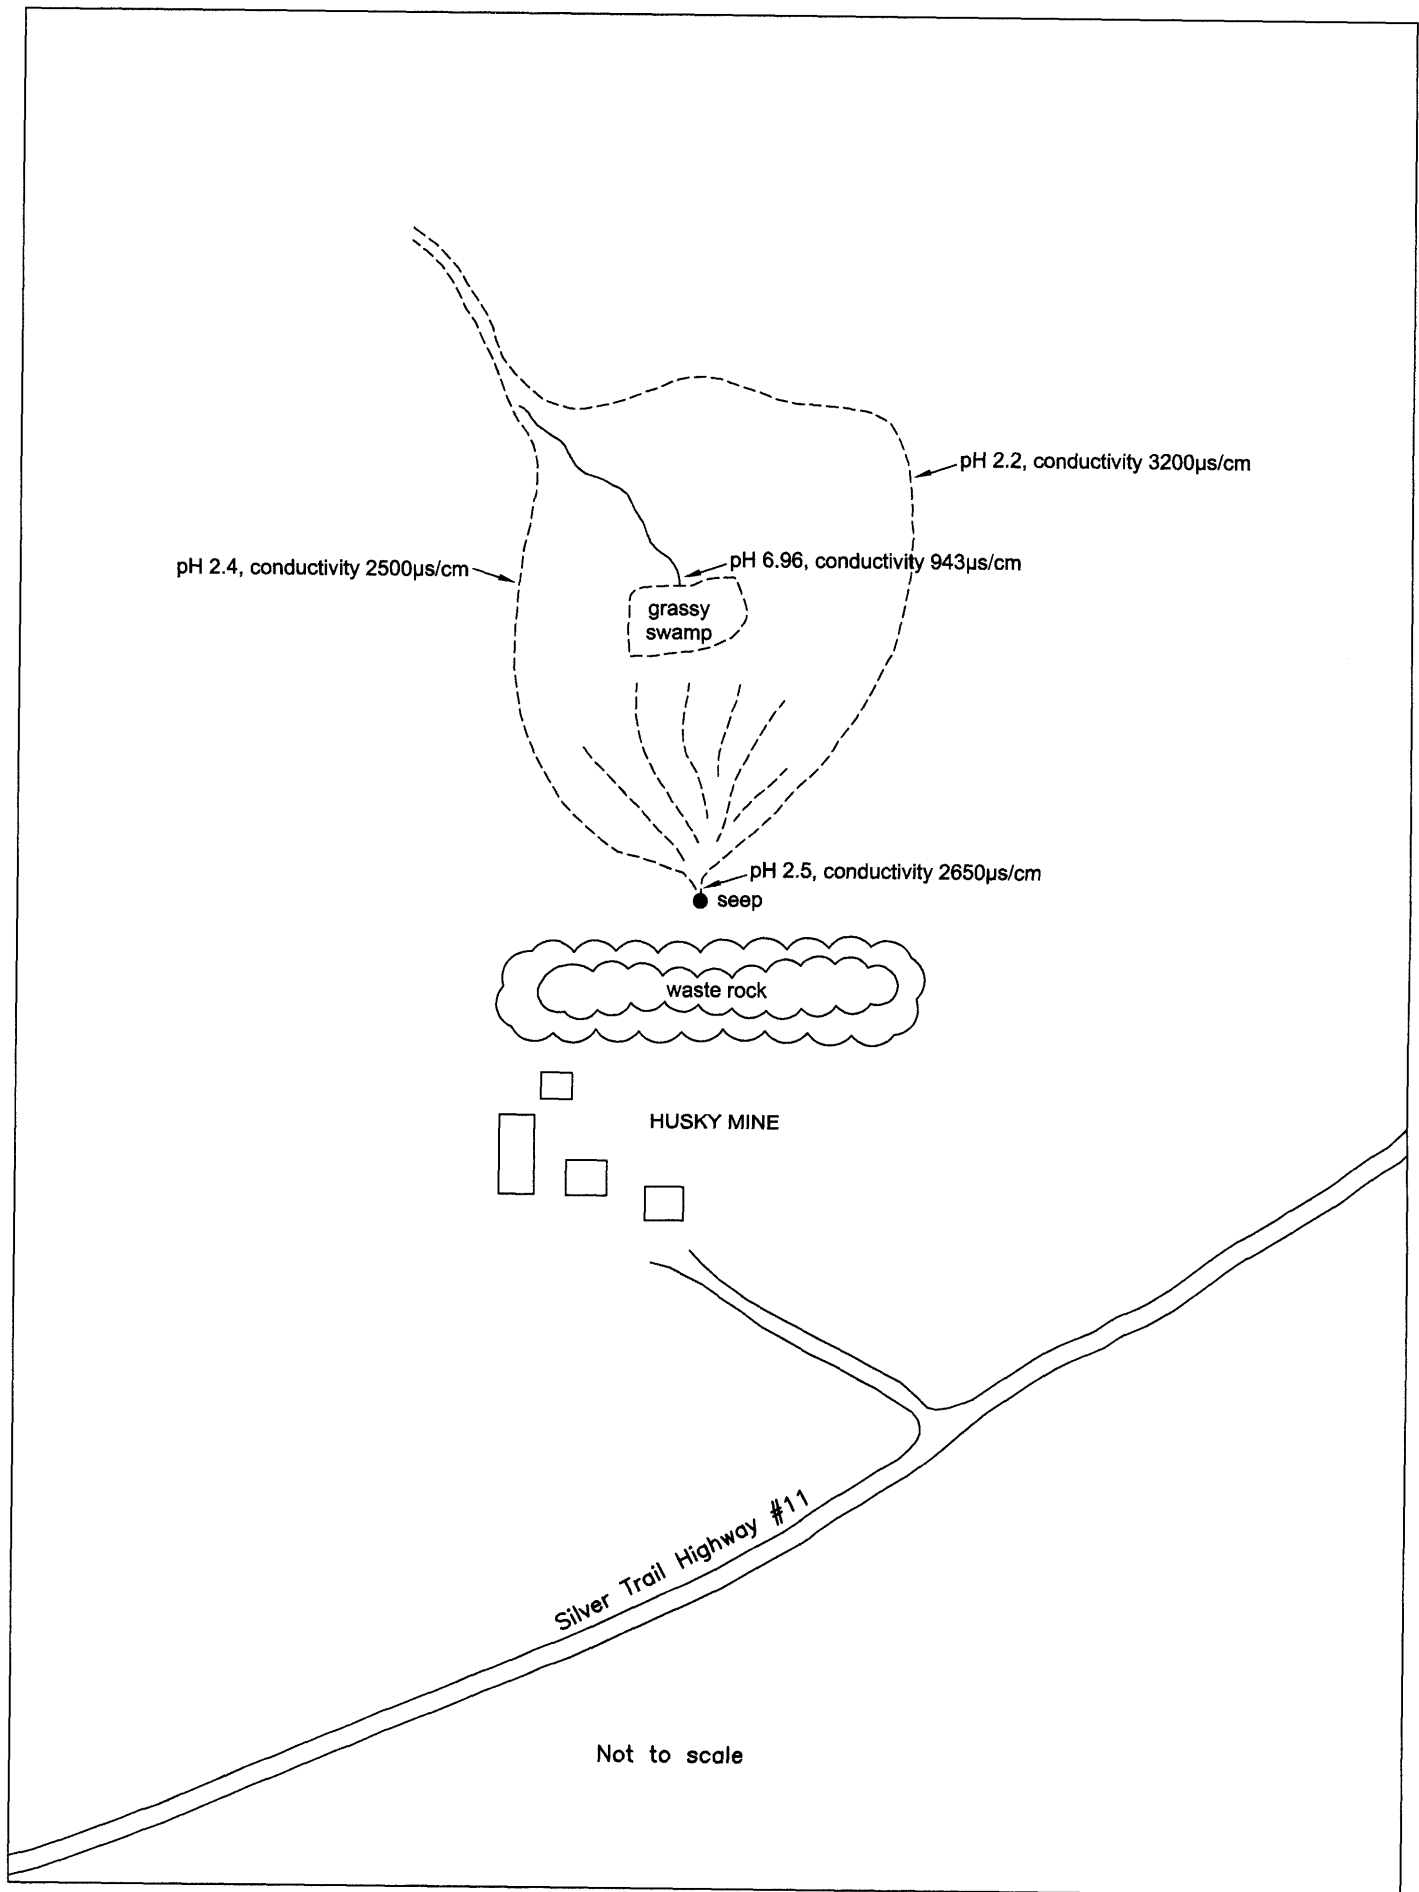 pH 2.2, conductivity 3200µs/cm
pH 6.96, conductivity 943µs/cm
pH 2.4, conductivity 2500µs/cm
grassy
swamp
pH 2.5, conductivity 2650µs/cm
seep
waste rock
HUSKY MINE
Silver Trail Highway #11
Not to scale